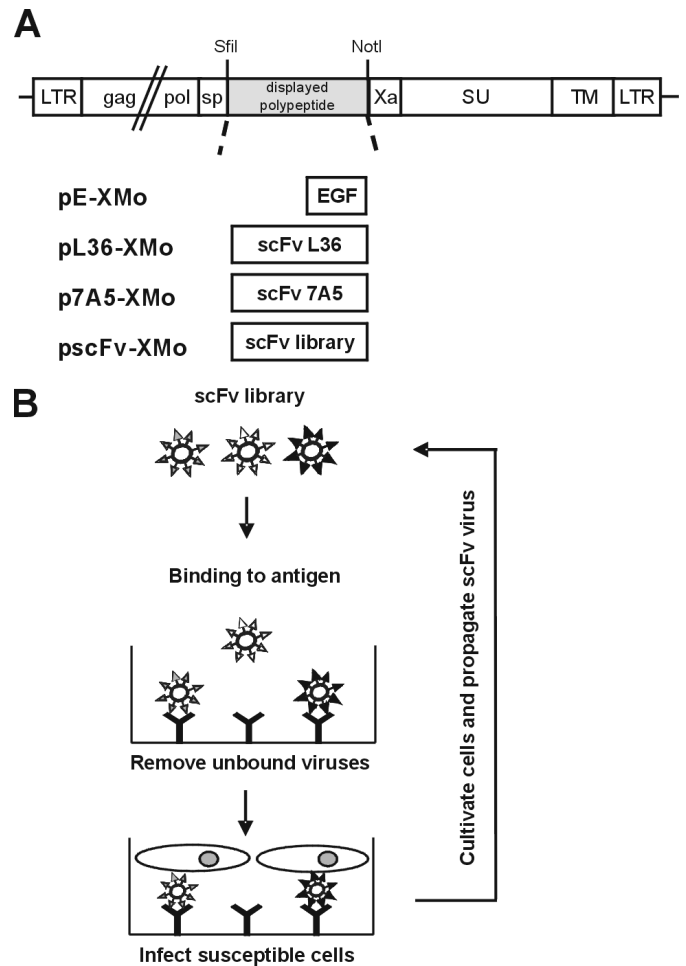 A
SfiI NotI
LTR gag pol sp displayed polypeptide Xa SU TM LTR
pE-XMo EGF
pL36-XMo scFv L36
p7A5-XMo scFv 7A5
pscFv-XMo scFv library
B
scFv library
Binding to antigen
Remove unbound viruses
Infect susceptible cells
Cultivate cells and propagate scFv virus